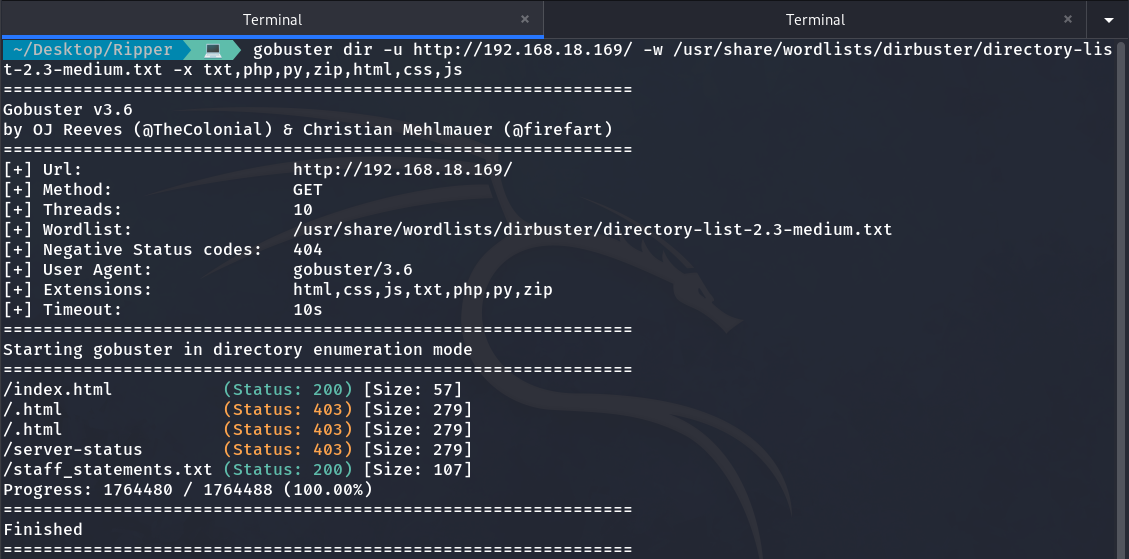 Terminal × Terminal ×
~/Desktop/Ripper gobuster dir -u http://192.168.18.169/ -w /usr/share/wordlists/dirbuster/directory-lis
t-2.3-medium.txt -x txt,php,py,zip,html,css,js
===============================================================
Gobuster v3.6
by OJ Reeves (@TheColonial) & Christian Mehlmauer (@firefart)
===============================================================
[+] Url:                     http://192.168.18.169/
[+] Method:                  GET
[+] Threads:                 10
[+] Wordlist:                /usr/share/wordlists/dirbuster/directory-list-2.3-medium.txt
[+] Negative Status codes:   404
[+] User Agent:              gobuster/3.6
[+] Extensions:              html,css,js,txt,php,py,zip
[+] Timeout:                 10s
===============================================================
Starting gobuster in directory enumeration mode
===============================================================
/index.html           (Status: 200) [Size: 57]
/.html                (Status: 403) [Size: 279]
/.html                (Status: 403) [Size: 279]
/server-status        (Status: 403) [Size: 279]
/staff_statements.txt (Status: 200) [Size: 107]
Progress: 1764480 / 1764488 (100.00%)
===============================================================
Finished
===============================================================